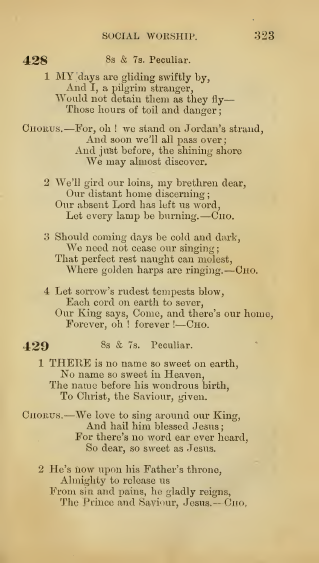 SOCIAL WORSHIP. 323
428 8s & 7s. Peculiar.
1 MY days are gliding swiftly by,
And I, a pilgrim stranger,
Would not detain them as they fly—
Those hours of toil and danger;
CHORUS.—For, oh! we stand on Jordan's strand,
And soon we'll all pass over;
And just before, the shining shore
We may almost discover.
2 We'll gird our loins, my brethren dear,
Our distant home discerning;
Our absent Lord has left us word,
Let every lamp be burning.—CHO.
3 Should coming days be cold and dark,
We need not cease our singing;
That perfect rest naught can molest,
Where golden harps are ringing.—CHO.
4 Let sorrow's rudest tempests blow,
Each cord on earth to sever,
Our King says, Come, and there's our home,
Forever, oh! forever!—CHO.
429 8s & 7s. Peculiar.
1 THERE is no name so sweet on earth,
No name so sweet in Heaven,
The name before his wondrous birth,
To Christ, the Saviour, given.
CHORUS.—We love to sing around our King,
And hail him blessed Jesus;
For there's no word ear ever heard,
So dear, so sweet as Jesus.
2 He's now upon his Father's throne,
Almighty to release us
From sin and pains, he gladly reigns,
The Prince and Saviour, Jesus.—CHO.